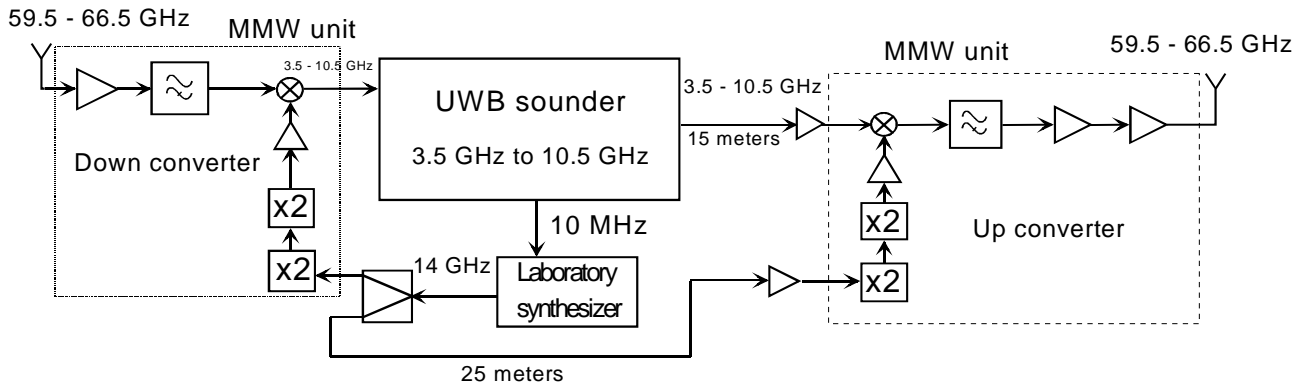 59.5 - 66.5 GHz
MMW unit
3.5 - 10.5 GHz
Down converter
x2
x2
UWB sounder
3.5 GHz to 10.5 GHz
10 MHz
14 GHz
Laboratory
synthesizer
25 meters
3.5 - 10.5 GHz
15 meters
MMW unit
59.5 - 66.5 GHz
x2
x2
Up converter